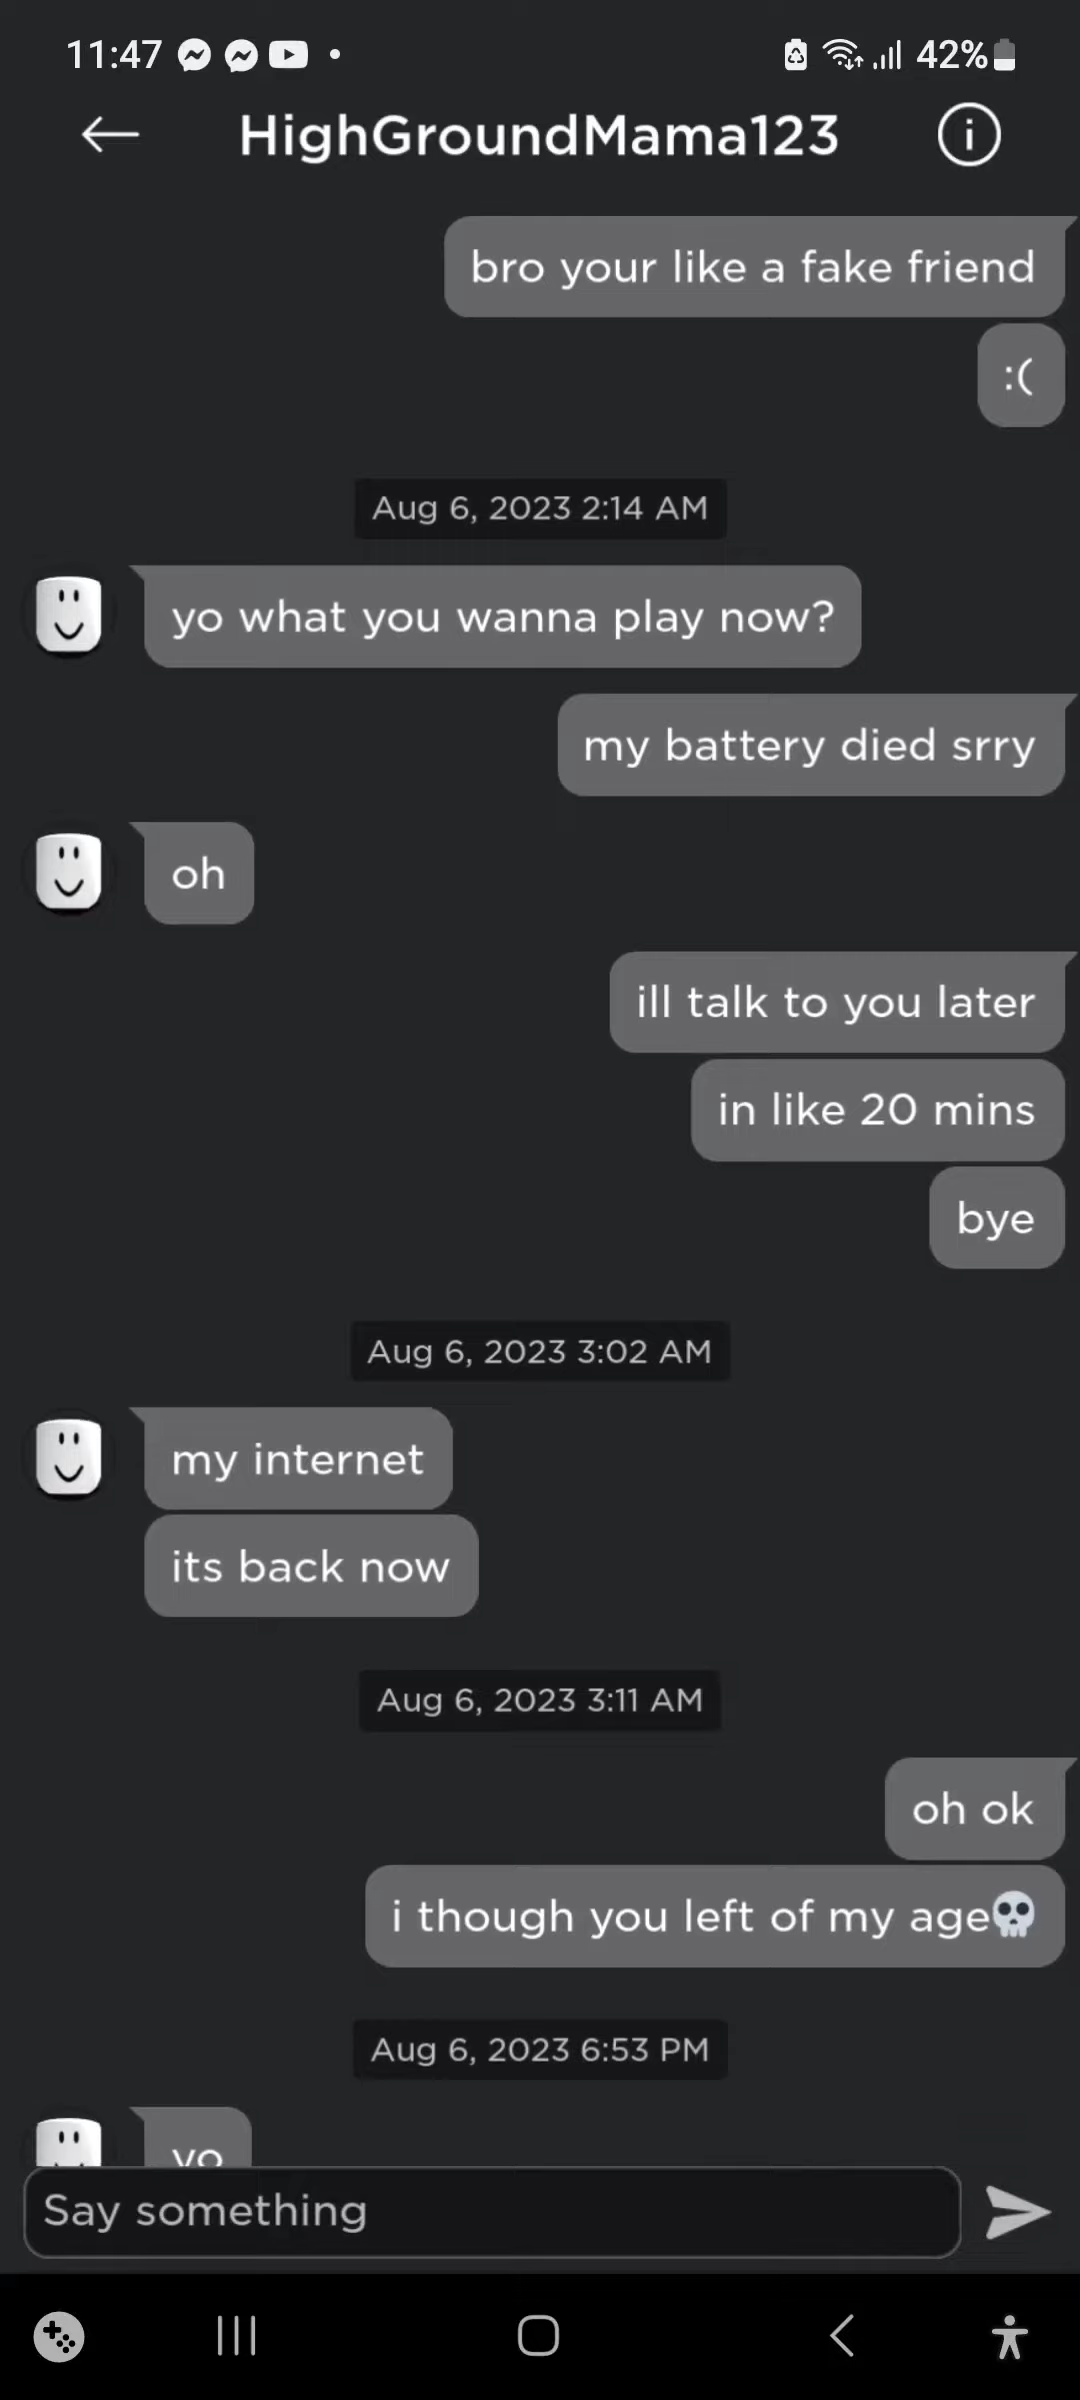 11:47
42%
HighGroundMama123
bro your like a fake friend
:(
Aug 6, 2023 2:14 AM
yo what you wanna play now?
my battery died srry
oh
ill talk to you later
in like 20 mins
bye
Aug 6, 2023 3:02 AM
my internet
its back now
Aug 6, 2023 3:11 AM
oh ok
i though you left of my age💀
Aug 6, 2023 6:53 PM
yo
Say something